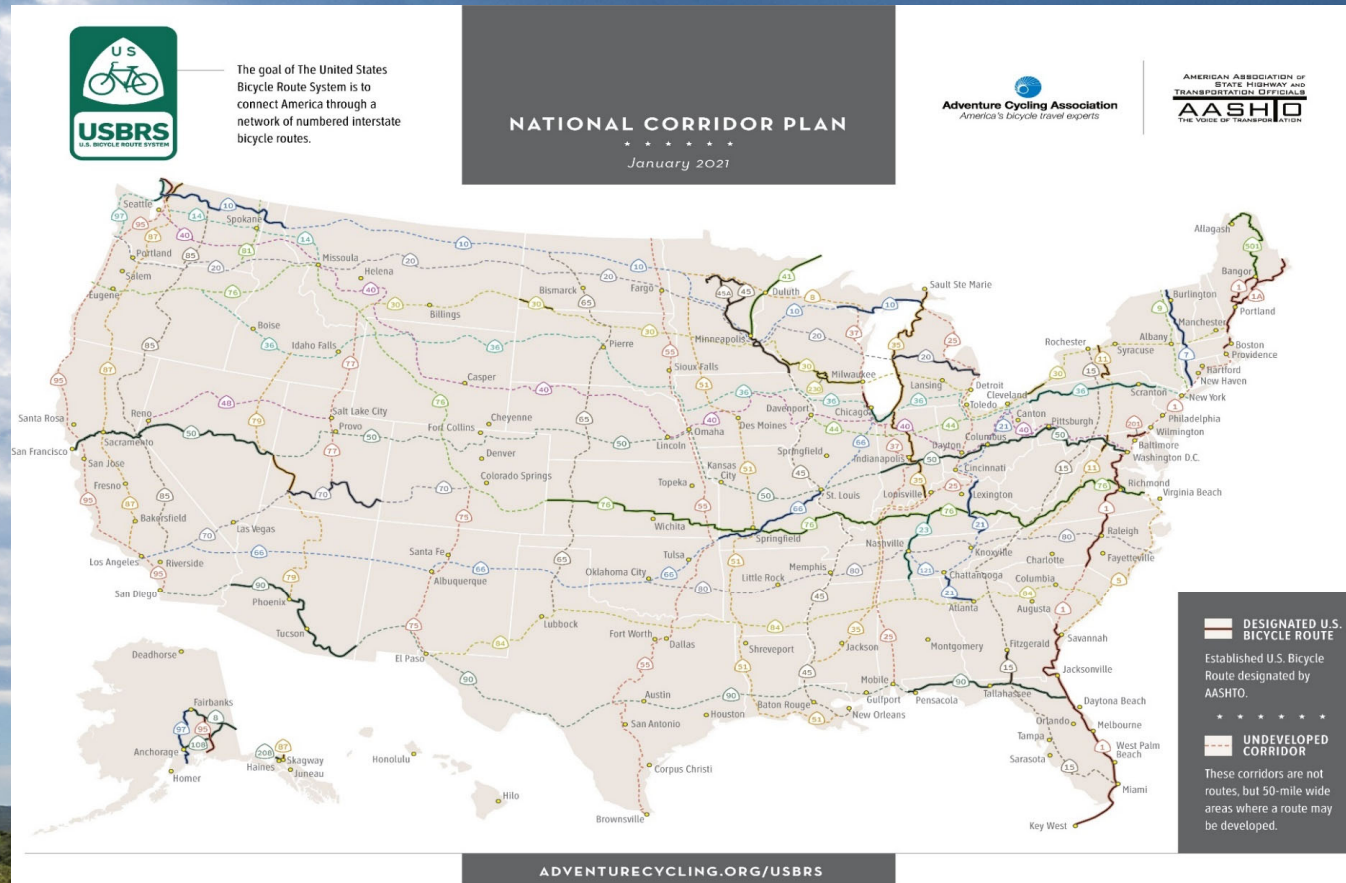 US
USBRS
U.S. BICYCLE ROUTE SYSTEM
The goal of The United States
Bicycle Route System is to
connect America through a
network of numbered interstate
bicycle routes.
NATIONAL CORRIDOR PLAN
January 2021
Adventure Cycling Association
America's bicycle travel experts
AMERICAN ASSOCIATION OF
STATE HIGHWAY AND
TRANSPORTATION OFFICIALS
AASHTO
THE VOICE OF TRANSPORTATION
Seattle
Spokane
Portland
Salem
Eugene
Missoula
Helena
Billings
Boise
Idaho Falls
Bismarck
Fargo
Pierre
Sioux Falls
Casper
Cheyenne
Fort Collins
Denver
Colorado Springs
Santa Rosa
Reno
Sacramento
San Francisco
San Jose
Fresno
Bakersfield
Los Angeles
Riverside
San Diego
Las Vegas
Salt Lake City
Provo
Phoenix
Tucson
Santa Fe
Albuquerque
El Paso
Lubbock
Fort Worth
Dallas
Austin
San Antonio
Houston
Corpus Christi
Brownsville
Oklahoma City
Tulsa
Wichita
Topeka
Kansas
City
Lincoln
Omaha
Des Moines
Davenport
Minneapolis
Duluth
Milwaukee
Chicago
Springfield
St. Louis
Springfield
Little Rock
Memphis
Shreveport
Jackson
Baton Rouge
New Orleans
Gulfport
Mobile
Pensacola
Montgomery
Nashville
Knoxville
Chattanooga
Atlanta
Augusta
Columbia
Charlotte
Raleigh
Fayetteville
Savannah
Fitzgerald
Tallahassee
Jacksonville
Daytona Beach
Orlando
Melbourne
Tampa
West Palm
Beach
Sarasota
Miami
Key West
Sault Ste Marie
Lansing
Detroit
Cleveland
Toledo
Canton
Pittsburgh
Columbus
Dayton
Indianapolis
Cincinnati
Louisville
Lexington
Richmond
Virginia Beach
Washington D.C.
Baltimore
Wilmington
Philadelphia
New York
Scranton
New Haven
Hartford
Providence
Boston
Manchester
Albany
Syracuse
Rochester
Burlington
Portland
Bangor
Allagash
Deadhorse
Fairbanks
Anchorage
Homer
Haines
Skagway
Juneau
Honolulu
Hilo
DESIGNATED U.S.
BICYCLE ROUTE
Established U.S. Bicycle
Route designated by
AASHTO.
UNDEVELOPED
CORRIDOR
These corridors are not
routes, but 50-mile wide
areas where a route may
be developed.
ADVENTURECYCLING.ORG/USBRS